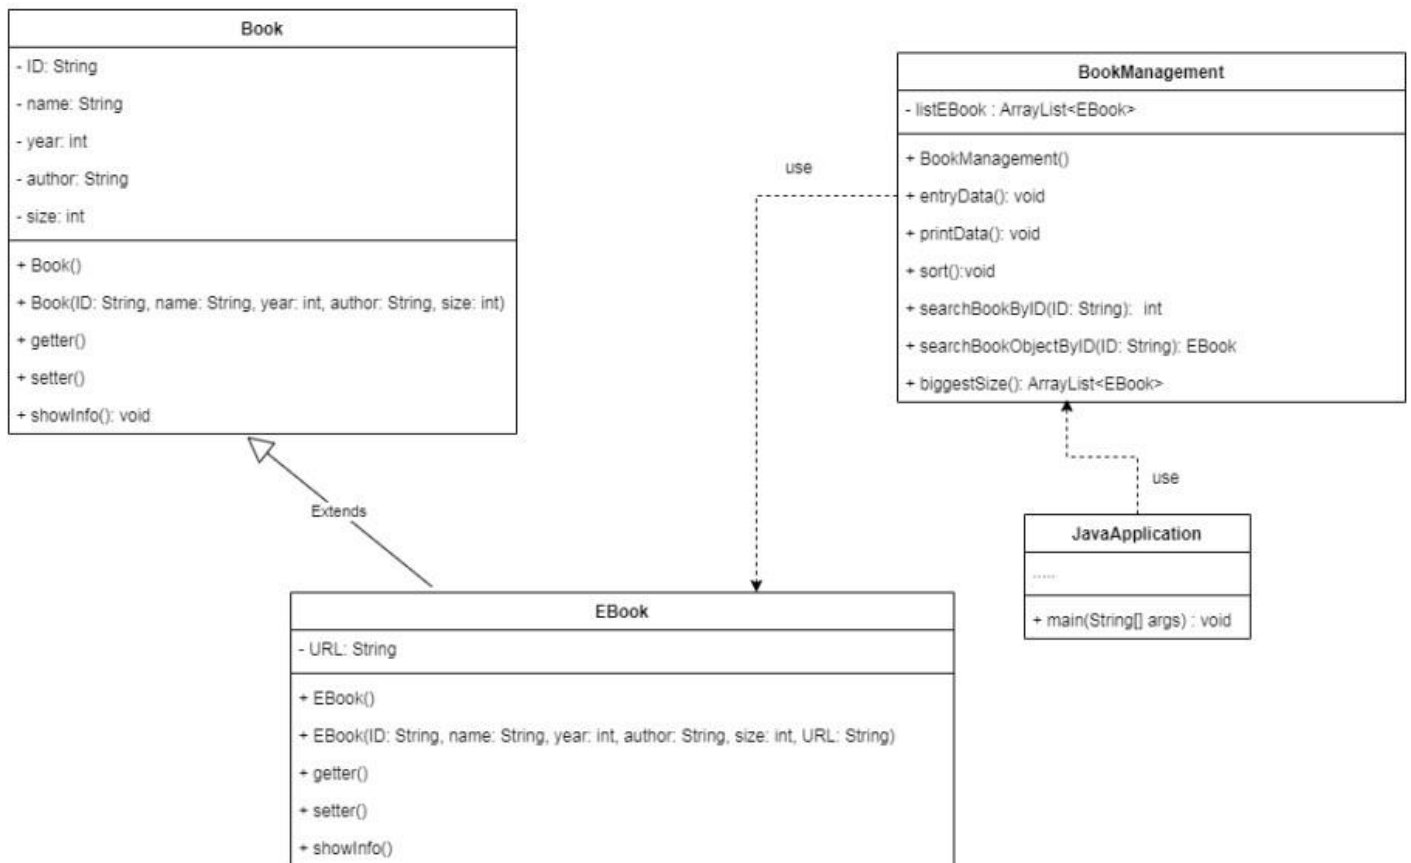 Book
- ID: String
- name: String
- year: int
- author: String
- size: int
+ Book()
+ Book(ID: String, name: String, year: int, author: String, size: int)
+ getter()
+ setter()
+ showInfo(): void
Extends
EBook
- URL: String
+ EBook()
+ EBook(ID: String, name: String, year: int, author: String, size: int, URL: String)
+ getter()
+ setter()
+ showInfo()
use
BookManagement
- listEBook : ArrayList<EBook>
+ BookManagement()
+ entryData(): void
+ printData(): void
+ sort():void
+ searchBookByID(ID: String): int
+ searchBookObjectByID(ID: String): EBook
+ biggestSize(): ArrayList<EBook>
use
JavaApplication
.....
+ main(String[] args) : void